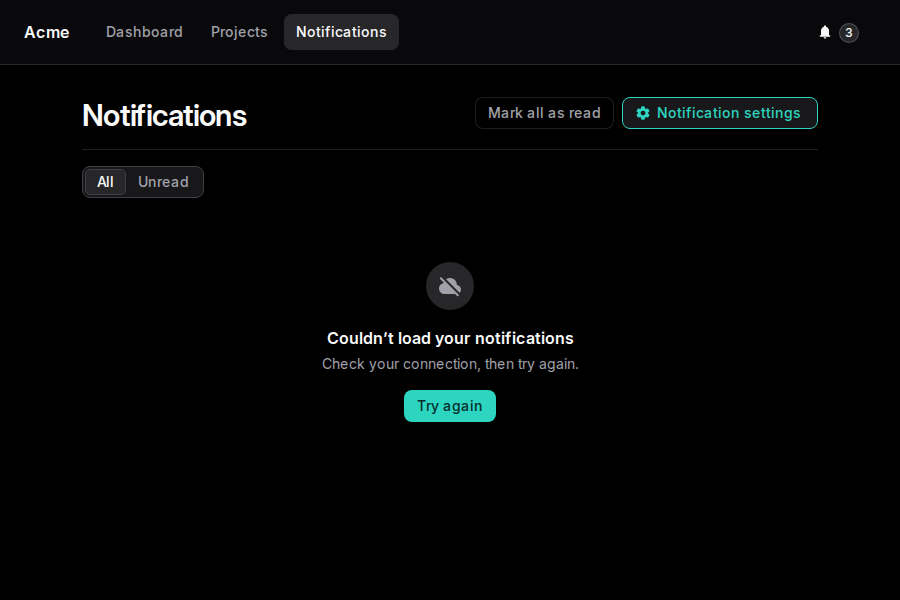 Acme Dashboard Projects Notifications 3
Notifications Mark all as read Notification settings
All Unread
Couldn’t load your notifications
Check your connection, then try again.
Try again